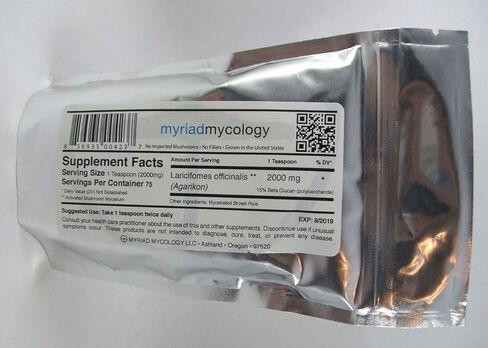 myriadmycology
8 56935 00423 7
No Imported Mushrooms • No Fillers • Grown in the United States
Supplement Facts
Serving Size 1 Teaspoon (2000mg)
Servings Per Container 75
* Daily Value (DV) Not Established
** Activated Mushroom Mycelium
Amount Per Serving 1 Teaspoon % DV*
Laricifomes officinalis ** 2000 mg *
(Agarikon) 15% Beta Glucan (polysaccharide)
Other Ingredients: Myceliated Brown Rice
Suggested Use: Take 1 teaspoon twice daily EXP: 9/2019
Consult your health care practitioner about the use of this and other supplements. Discontinue use if unusual
symptoms occur. These products are not intended to diagnose, cure, treat, or prevent any disease.
MYRIAD MYCOLOGY LLC • Ashland • Oregon • 97520